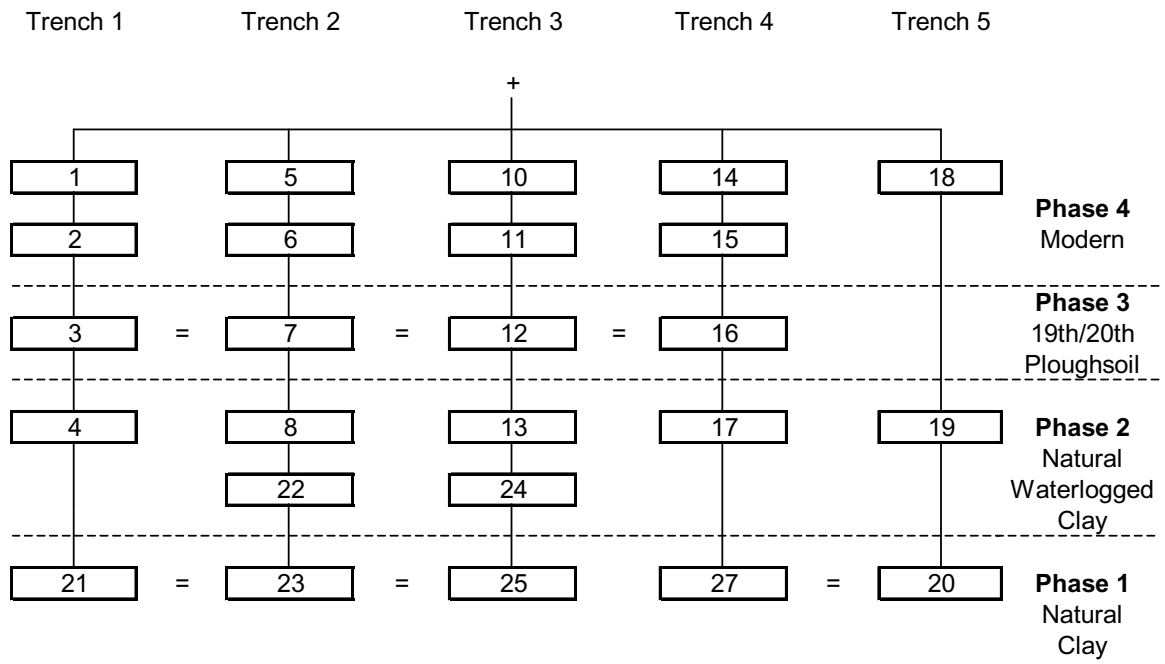 Trench 1 Trench 2 Trench 3 Trench 4 Trench 5
+
1 5 10 14 18
Phase 4
2 6 11 15 Modern
Phase 3
3 = 7 = 12 = 16 19th/20th
Ploughsoil
4 8 13 17 19 Phase 2
Natural
22 24 Waterlogged
Clay
21 = 23 = 25 27 = 20 Phase 1
Natural
Clay